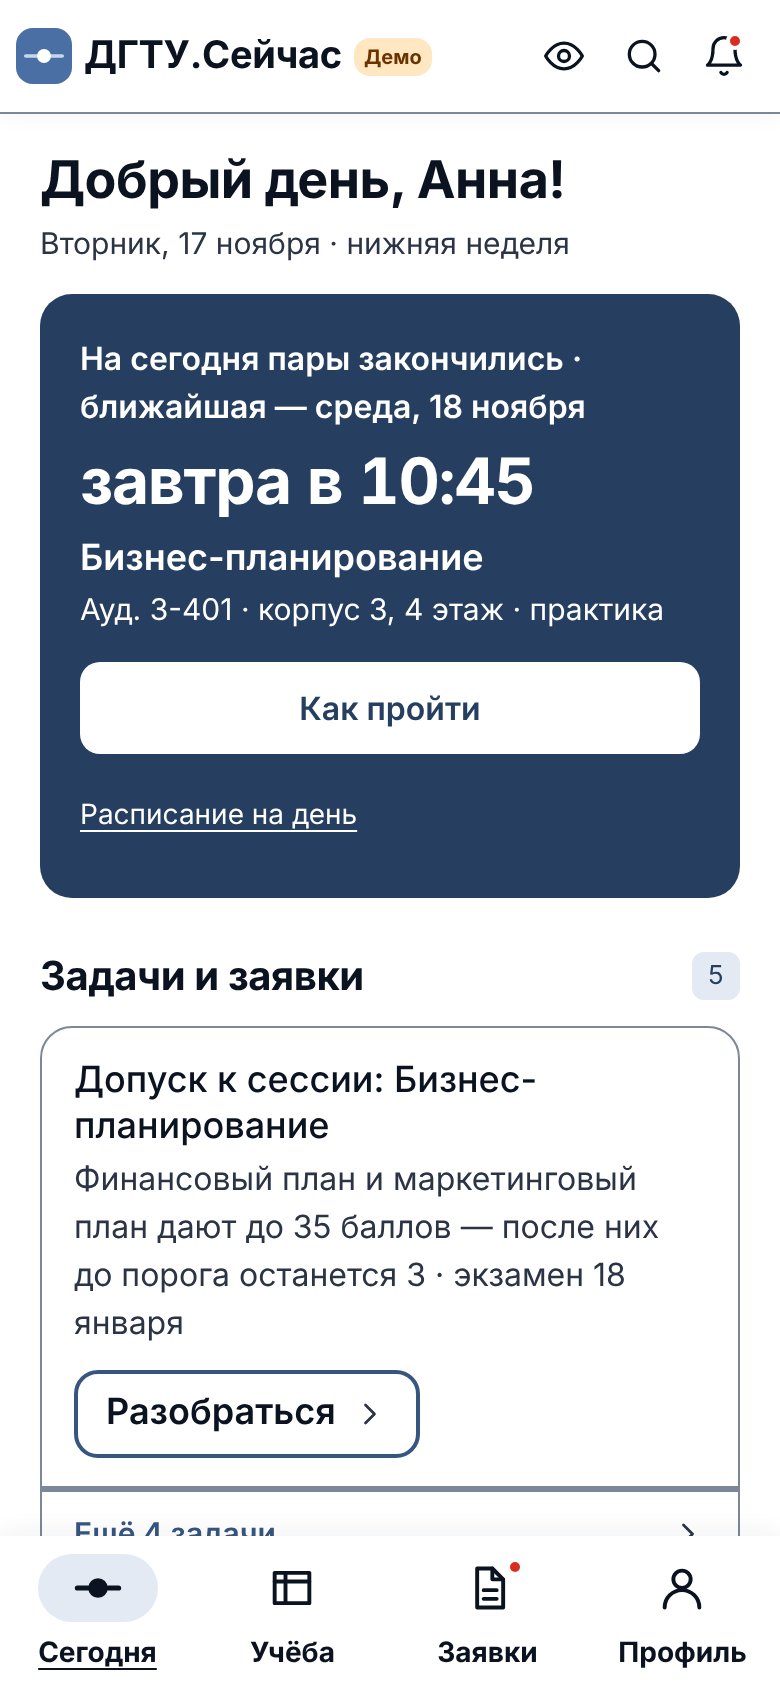 ДГТУ.Сейчас Демо
Добрый день, Анна!
Вторник, 17 ноября · нижняя неделя
На сегодня пары закончились ·
ближайшая — среда, 18 ноября
завтра в 10:45
Бизнес-планирование
Ауд. 3-401 · корпус 3, 4 этаж · практика
Как пройти
Расписание на день
Задачи и заявки 5
Допуск к сессии: Бизнес-
планирование
Финансовый план и маркетинговый
план дают до 35 баллов — после них
до порога останется 3 · экзамен 18
января
Разобраться
Ещё 4 задачи
Сегодня Учёба Заявки Профиль